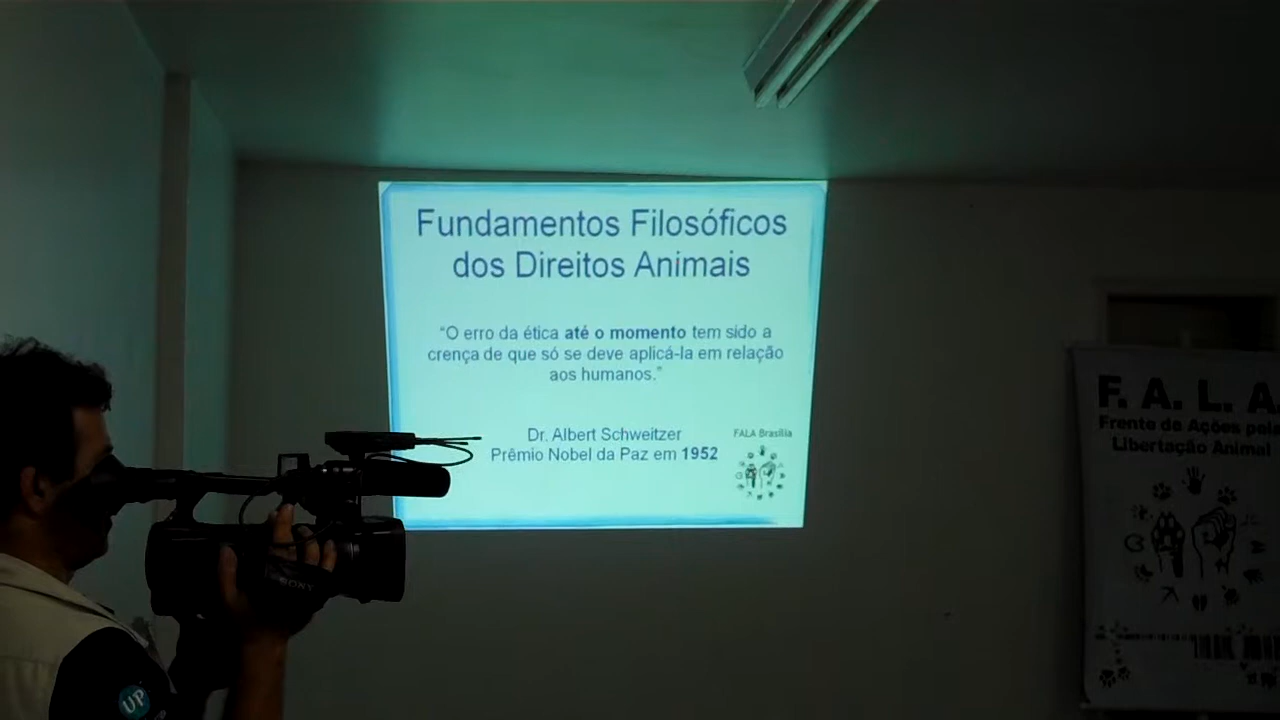 Fundamentos Filosóficos
dos Direitos Animais
“O erro da ética até o momento tem sido a
crença de que só se deve aplicá-la em relação
aos humanos.”
Dr. Albert Schweitzer
Prêmio Nobel da Paz em 1952
FALA Brasília
F. A. L. A.
Frente de Ações pela
Libertação Animal
SONY
UP